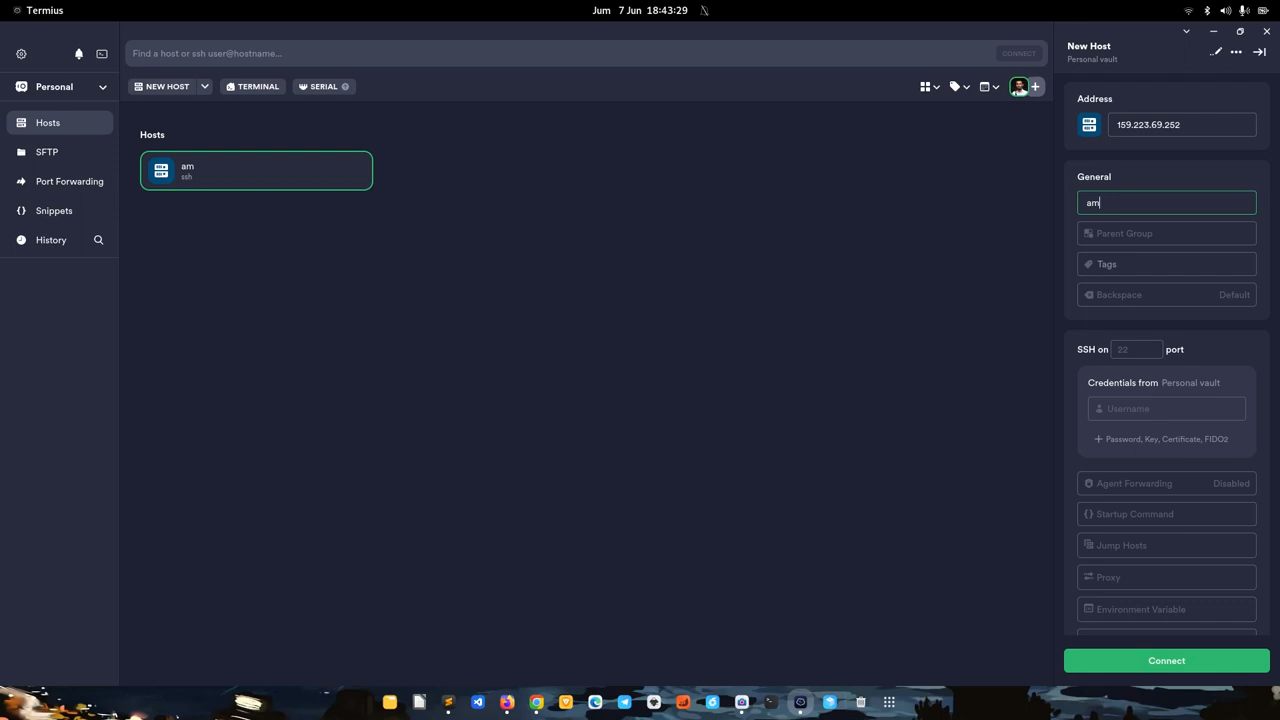 Termius
Jum 7 Jun 18:43:29
Find a host or ssh user@hostname...
CONNECT
Personal
NEW HOST
TERMINAL
SERIAL
Hosts
SFTP
Port Forwarding
Snippets
History
Hosts
am
ssh
New Host
Personal vault
Address
159.223.69.252
General
am
Parent Group
Tags
Backspace Default
SSH on 22 port
Credentials from Personal vault
Username
Password, Key, Certificate, FIDO2
Agent Forwarding Disabled
Startup Command
Jump Hosts
Proxy
Environment Variable
Connect